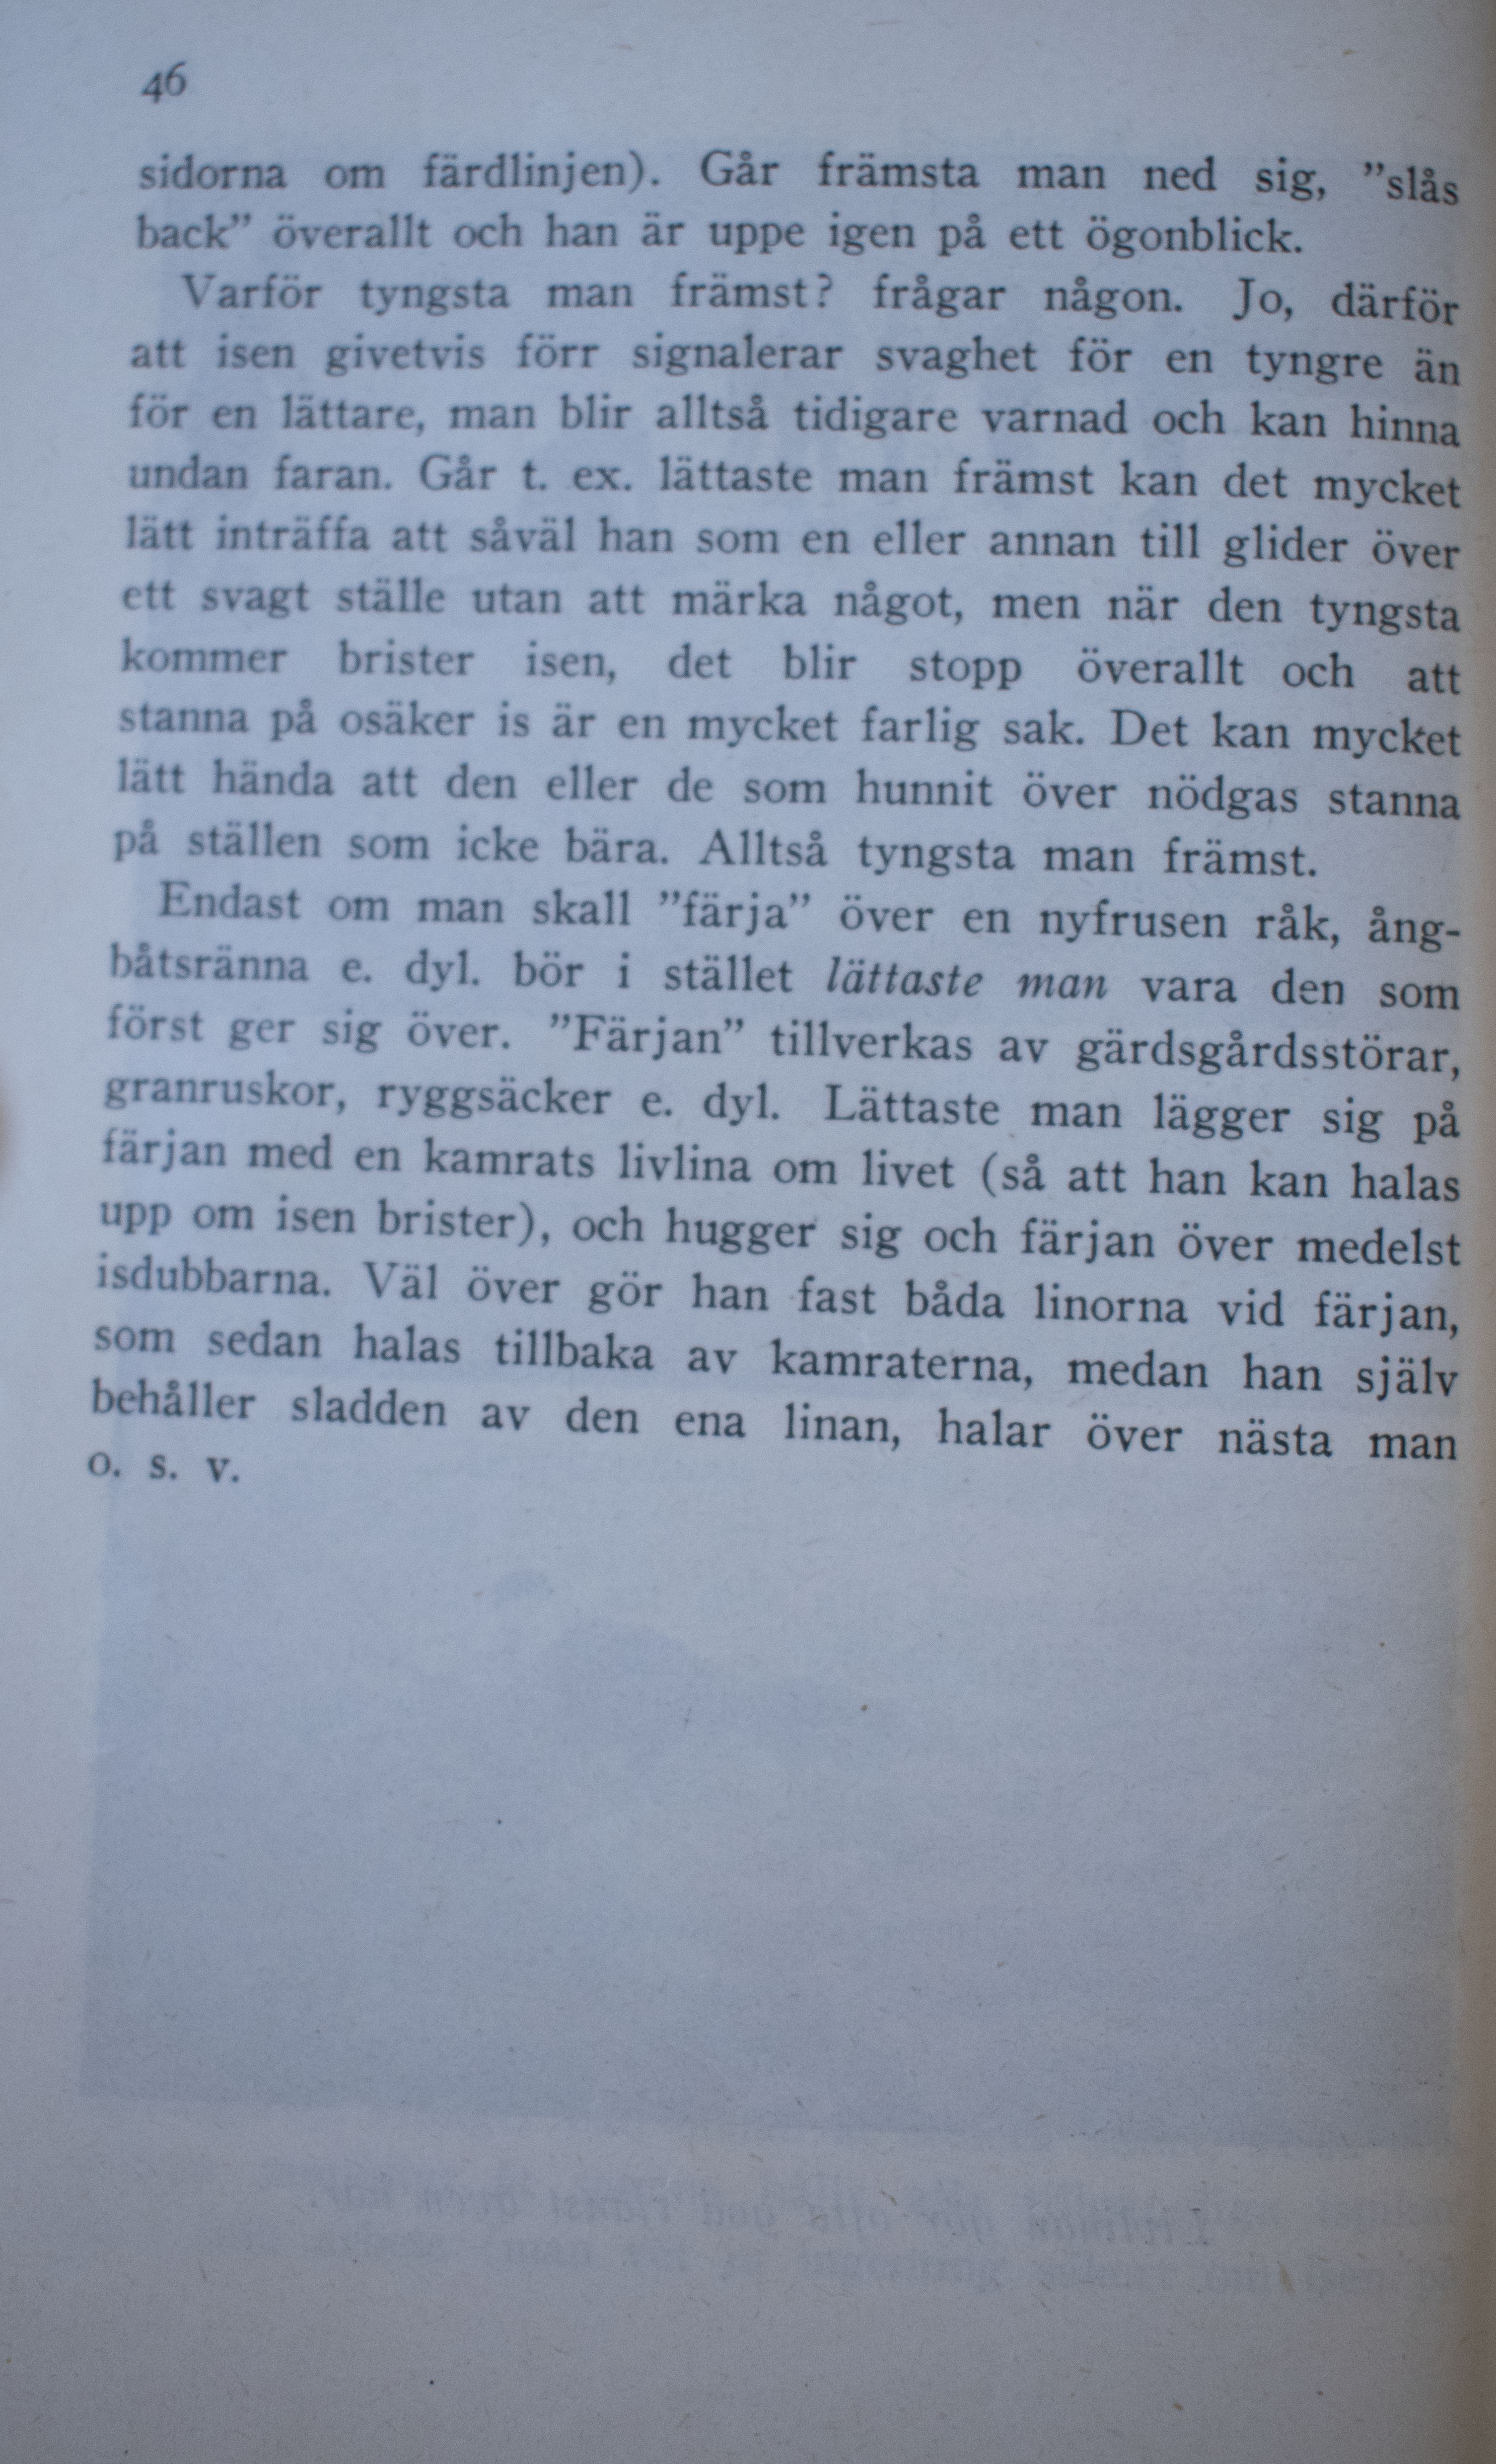 46
sidorna om färdlinjen). Går främsta man ned sig, ”slås
back” överallt och han är uppe igen på ett ögonblick.
Varför tyngsta man främst? frågar någon. Jo, därför
att isen givetvis förr signalerar svaghet för en tyngre än
för en lättare, man blir alltså tidigare varnad och kan hinna
undan faran. Går t. ex. lättaste man främst kan det mycket
lätt inträffa att såväl han som en eller annan till glider över
ett svagt ställe utan att märka något, men när den tyngsta
kommer brister isen, det blir stopp överallt och att
stanna på osäker is är en mycket farlig sak. Det kan mycket
lätt hända att den eller de som hunnit över nödgas stanna
på ställen som icke bära. Alltså tyngsta man främst.
Endast om man skall ”färja” över en nyfrusen råk, ång-
båtsränna e. dyl. bör i stället lättaste man vara den som
först ger sig över. ”Färjan” tillverkas av gärdsgårdsstörar,
granruskor, ryggsäcker e. dyl. Lättaste man lägger sig på
färjan med en kamrats livlina om livet (så att han kan halas
upp om isen brister), och hugger sig och färjan över medelst
isdubbarna. Väl över gör han fast båda linorna vid färjan,
som sedan halas tillbaka av kamraterna, medan han själv
behåller sladden av den ena linan, halar över nästa man
o. s. v.